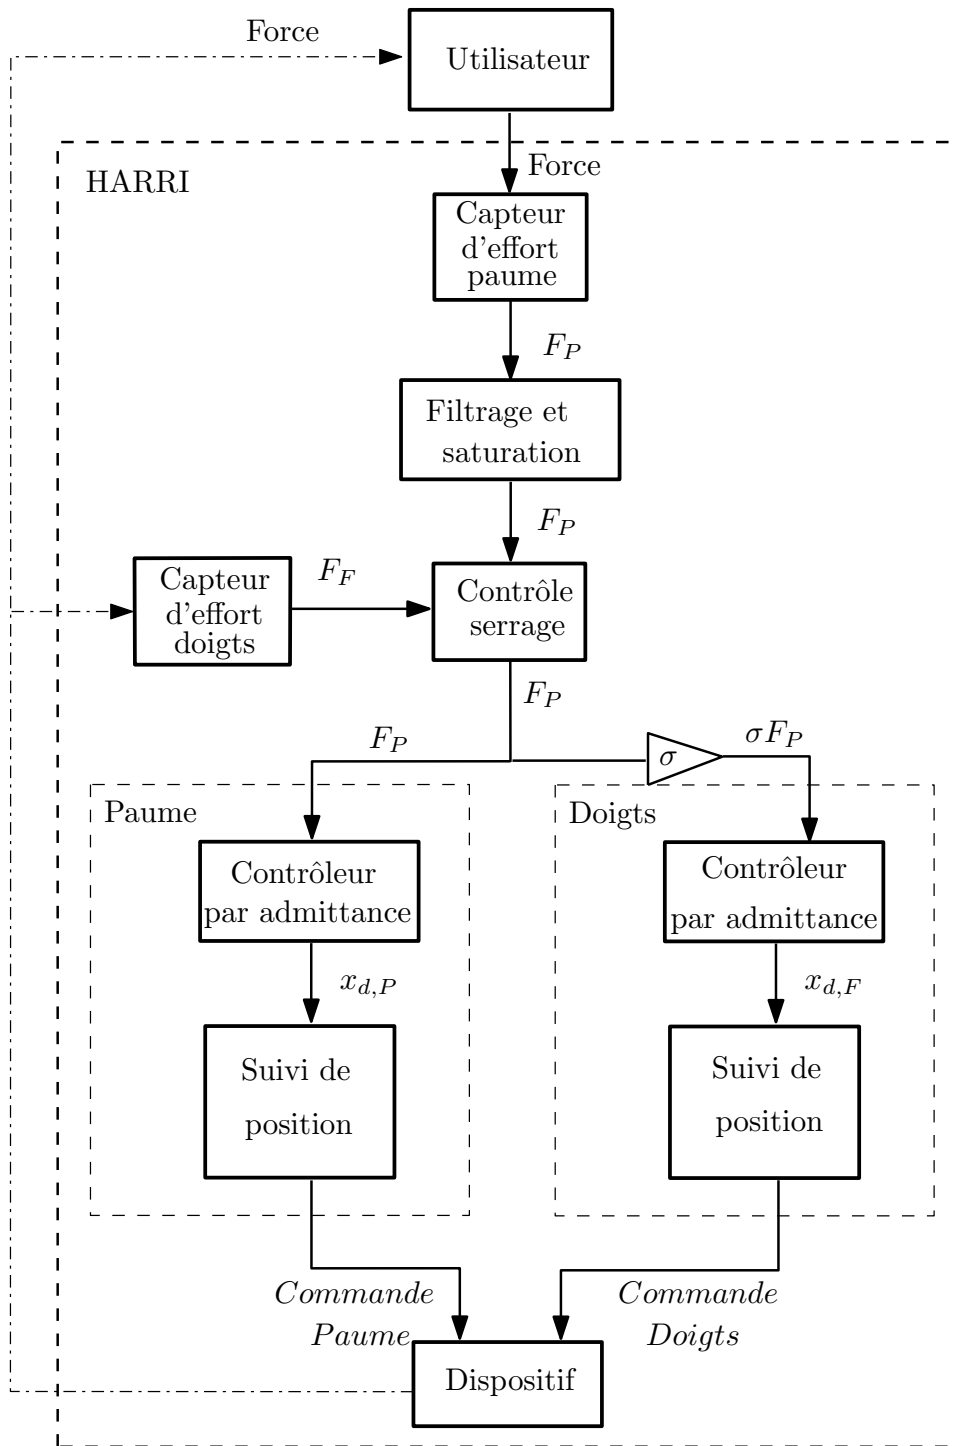 Force
Utilisateur
Force
HARRI
Capteur
d'effort
paume
F_P
Filtrage et
saturation
F_P
Capteur
d'effort
doigts
F_F
Contrôle
serrage
F_P
F_P
σ
σF_P
Paume
Doigts
Contrôleur
par admittance
Contrôleur
par admittance
x_{d,P}
x_{d,F}
Suivi de
position
Suivi de
position
Commande
Paume
Commande
Doigts
Dispositif